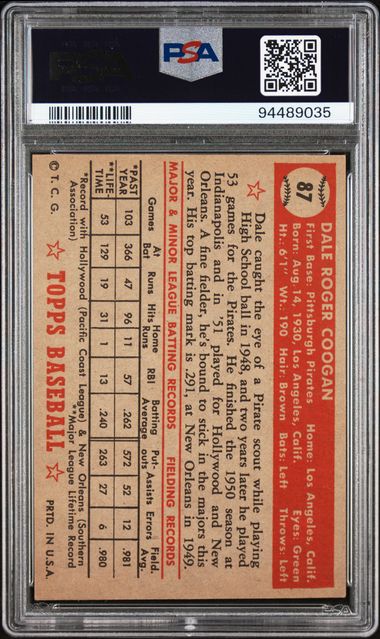 PSA
PSA
94489035
87
DALE ROGER COOGAN
First Base: Pittsburgh Pirates Home: Los Angeles, Calif.
Born: Aug. 14, 1930, Los Angeles, Calif. Eyes: Green
Ht.: 6'1" Wt.: 190 Hair: Brown Bats: Left Throws: Left
Dale caught the eye of a Pirate scout while playing
High School ball in 1948, and two years later he played
53 games for the Pirates. He finished the 1950 season at
Indianapolis and in '51 played for Hollywood and New
Orleans. A fine fielder, he's bound to stick in the majors this
year. His top batting mark is .291, at New Orleans in 1949.
MAJOR & MINOR LEAGUE BATTING RECORDS FIELDING RECORDS
Games At Bat Runs Hits Home Runs RBI Batting Average Put-outs Assists Errors Field. Avg.
*PAST YEAR 103 366 47 96 11 57 .262 572 52 12 .981
**LIFE-TIME 53 129 19 31 1 13 .240 263 27 6 .980
*Record with Hollywood (Pacific Coast League) & New Orleans (Southern
Association) **Major League Lifetime Record
© T. C. G. TOPPS BASEBALL PRTD. IN U.S.A.